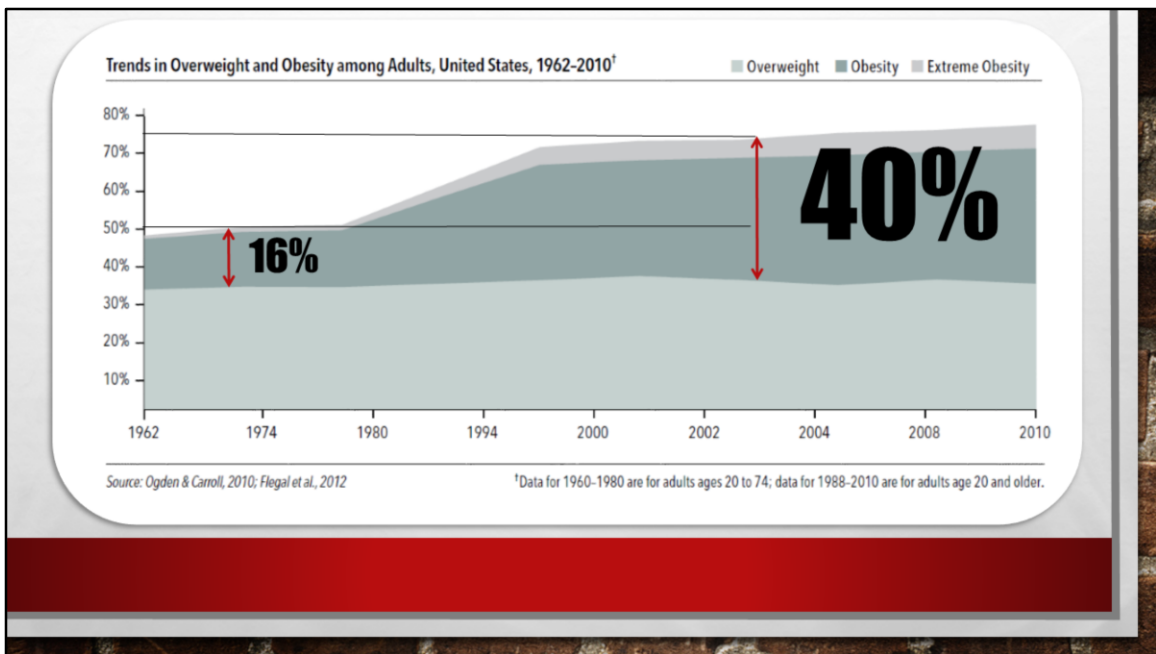 Trends in Overweight and Obesity among Adults, United States, 1962–2010†
Overweight Obesity Extreme Obesity
80%
70%
60%
50%
40%
30%
20%
10%
16%
40%
1962 1974 1980 1994 2000 2002 2004 2008 2010
Source: Ogden & Carroll, 2010; Flegal et al., 2012
†Data for 1960–1980 are for adults ages 20 to 74; data for 1988–2010 are for adults age 20 and older.